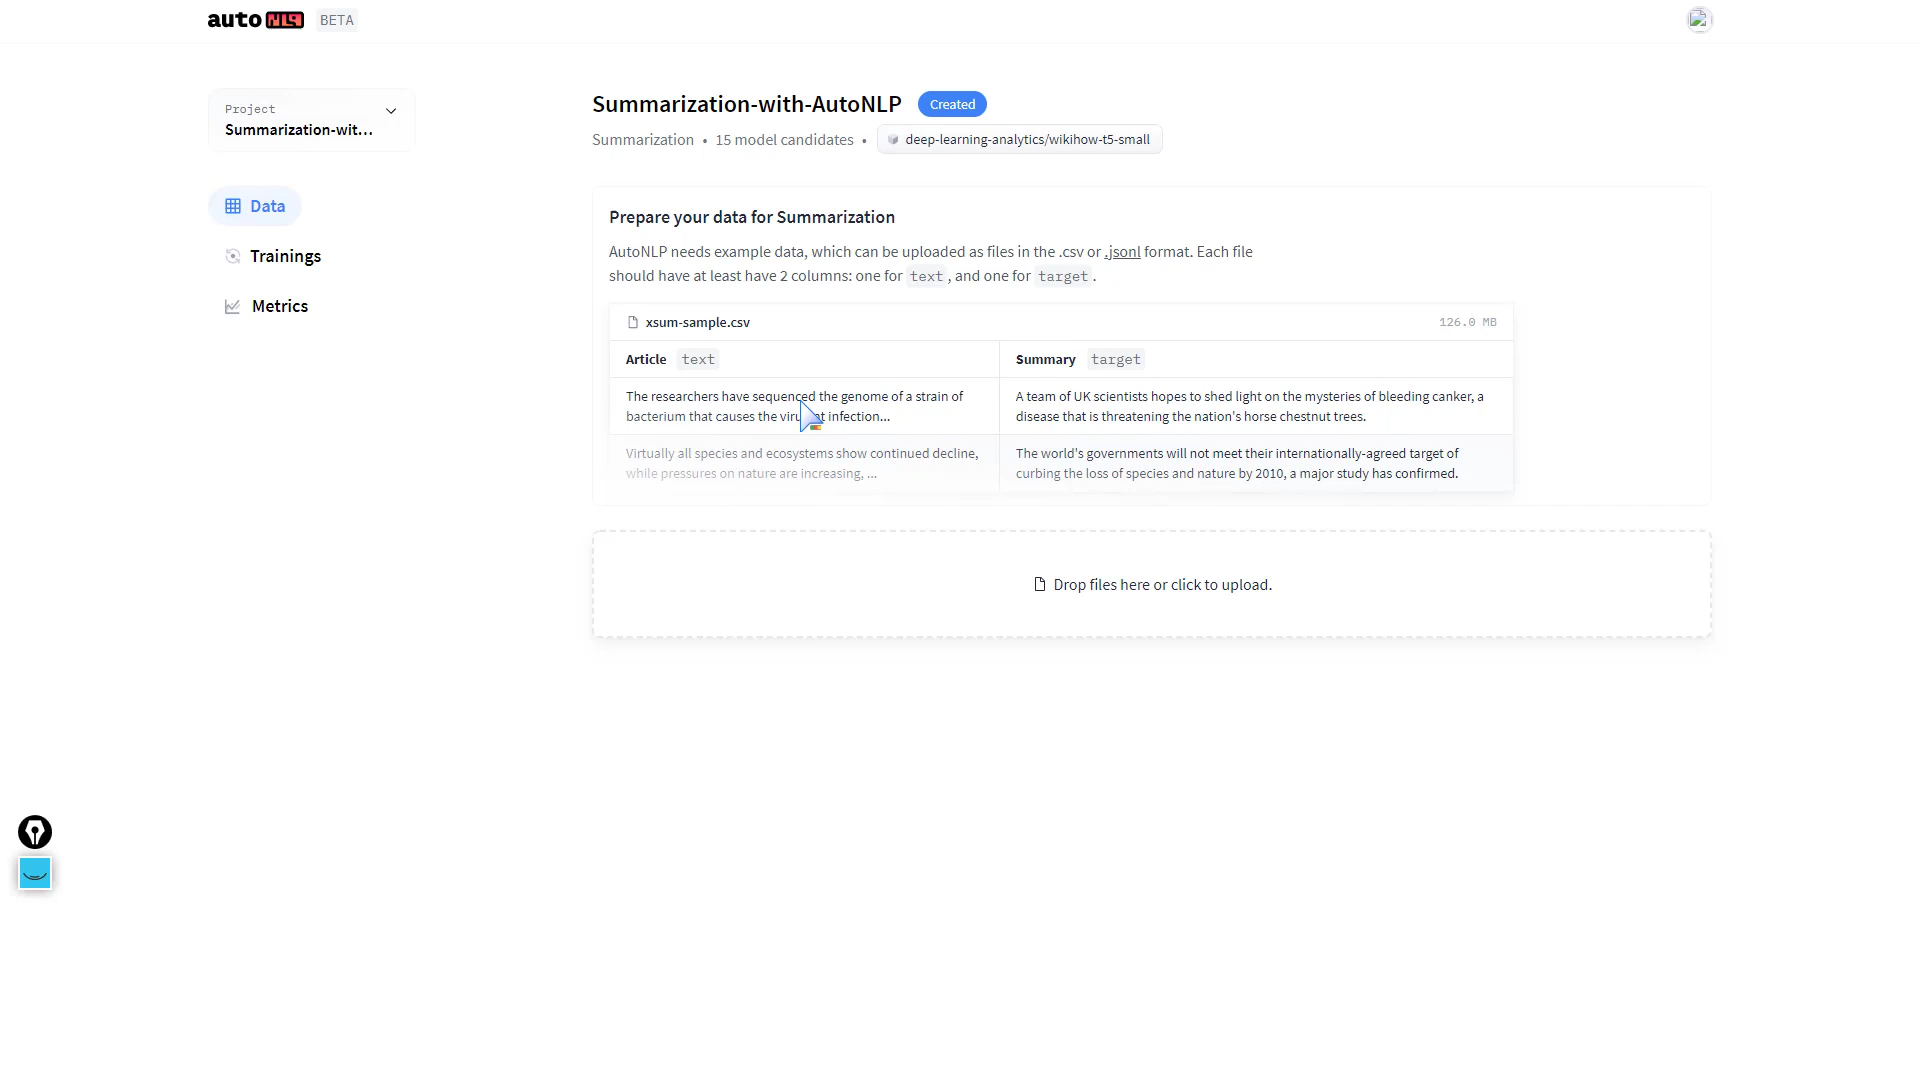 auto NLP BETA
Project
Summarization-wit...
Data
Trainings
Metrics
Summarization-with-AutoNLP Created
Summarization • 15 model candidates • deep-learning-analytics/wikihow-t5-small
Prepare your data for Summarization
AutoNLP needs example data, which can be uploaded as files in the .csv or .jsonl format. Each file
should have at least have 2 columns: one for text, and one for target.
xsum-sample.csv 126.0 MB
Article text Summary target
The researchers have sequenced the genome of a strain of
bacterium that causes the virulent infection...
A team of UK scientists hopes to shed light on the mysteries of bleeding canker, a
disease that is threatening the nation's horse chestnut trees.
Virtually all species and ecosystems show continued decline,
while pressures on nature are increasing, ...
The world's governments will not meet their internationally-agreed target of
curbing the loss of species and nature by 2010, a major study has confirmed.
Drop files here or click to upload.